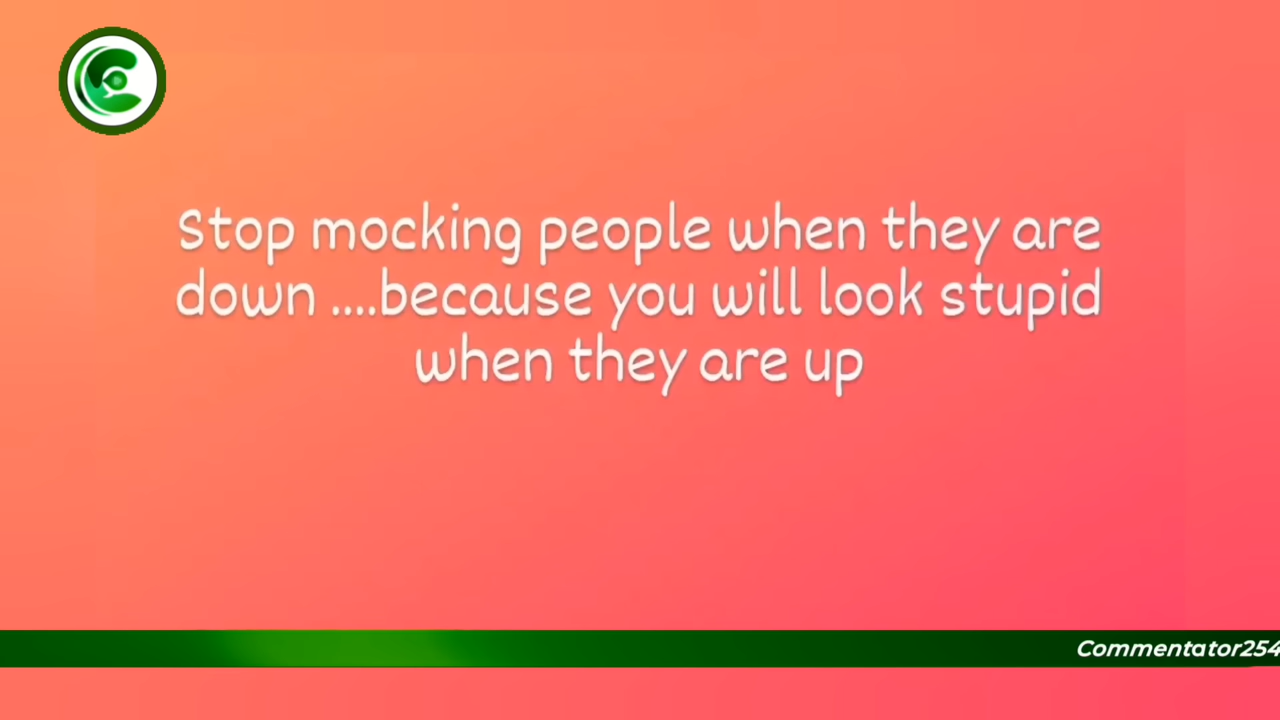 Stop mocking people when they are
down ....because you will look stupid
when they are up
Commentator254